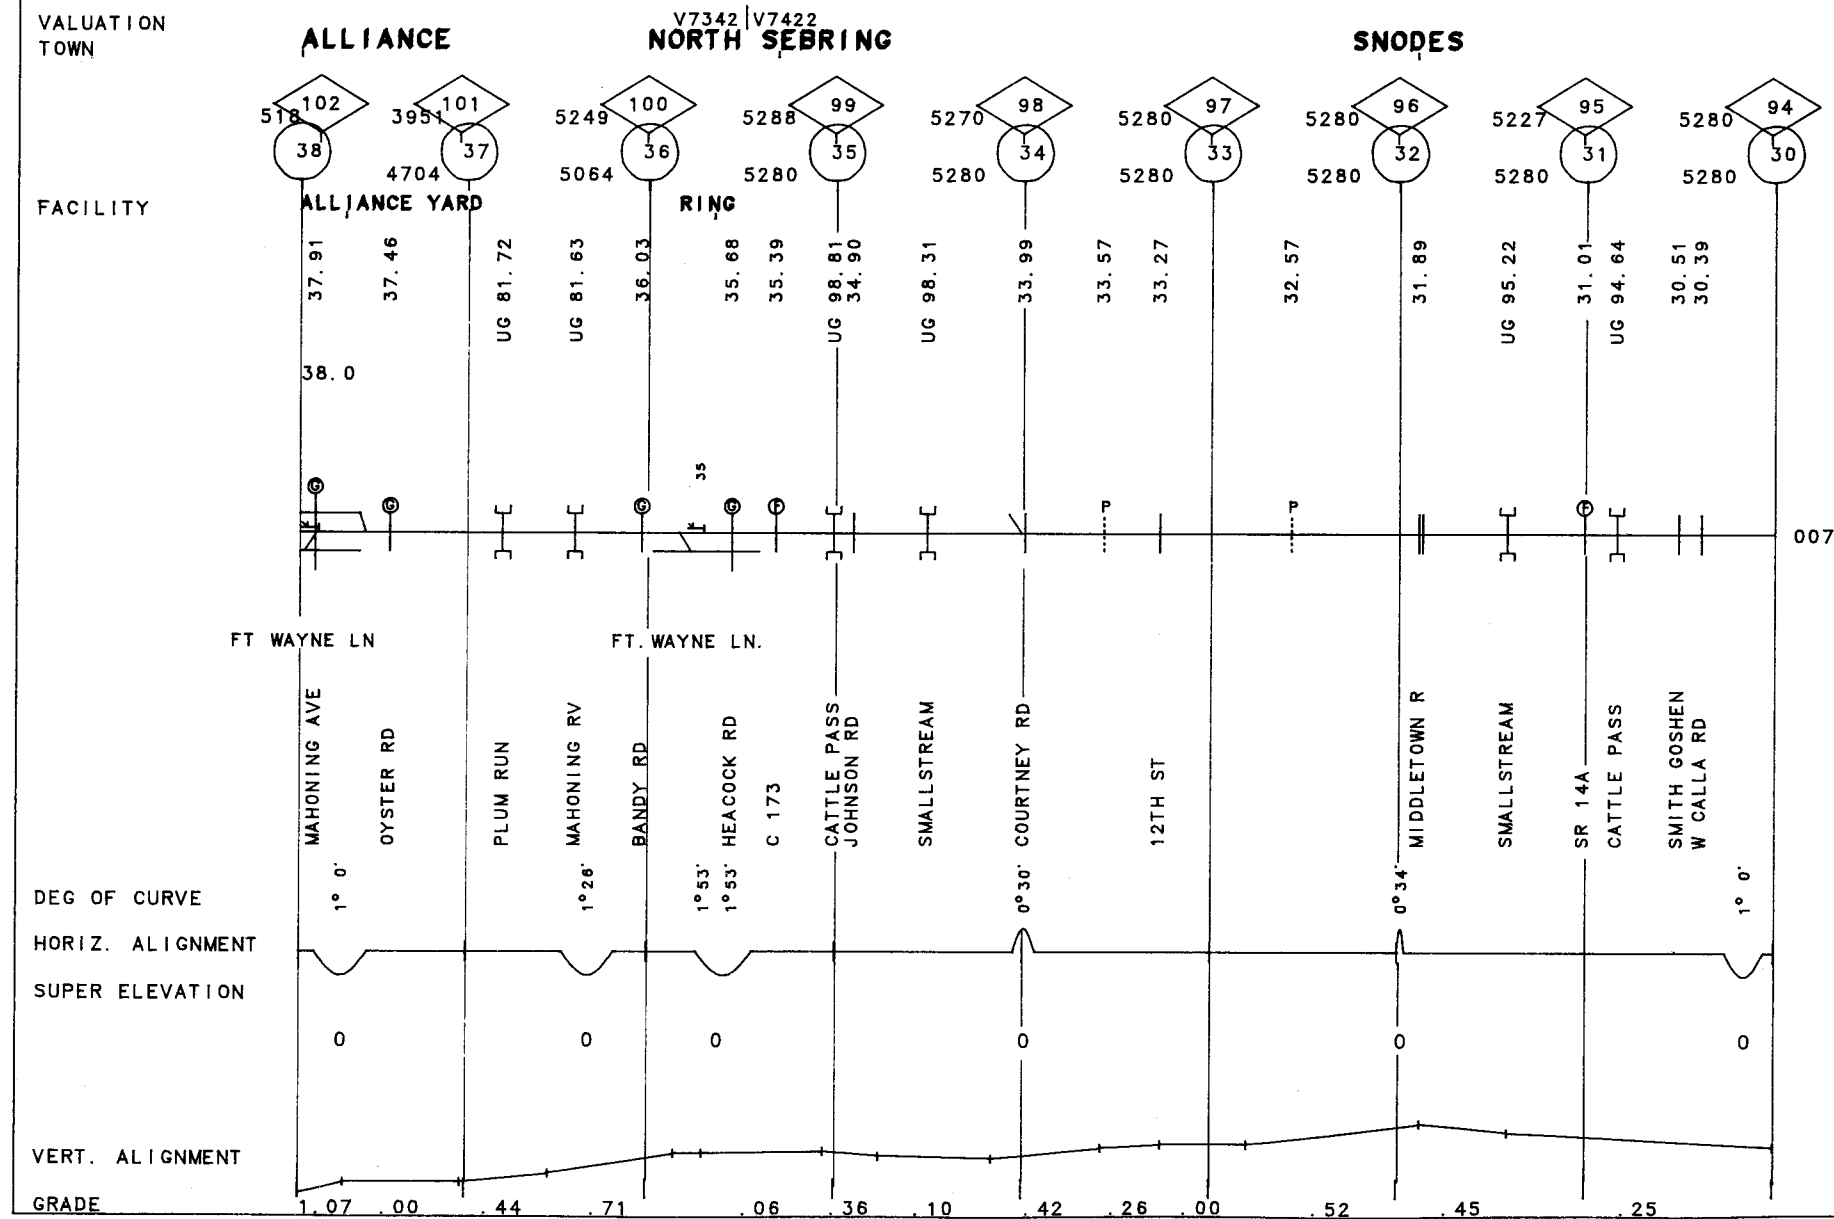 VALUATION V7342 V7422
TOWN ALLIANCE NORTH SEBRING SNODES
102 101 100 99 98 97 96 95 94
518 3951 5249 5288 5270 5280 5280 5227 5280
38 37 36 35 34 33 32 31 30
4704 5064 5280 5280 5280 5280 5280 5280
FACILITY ALLIANCE YARD RING
37.91
37.46
UG 81.72
UG 81.63
36.03
35.68
35.39
UG 98.81
34.90
UG 98.31
33.99
33.57
33.27
32.57
31.89
UG 95.22
31.01
UG 94.64
30.51
30.39
38.0
35
G G G G F P P F
007
FT WAYNE LN FT. WAYNE LN.
MAHONING AVE
OYSTER RD
PLUM RUN
MAHONING RV
BANDY RD
HEACOCK RD
C 173
CATTLE PASS
JOHNSON RD
SMALLSTREAM
COURTNEY RD
12TH ST
MIDDLETOWN R
SMALLSTREAM
SR 14A
CATTLE PASS
SMITH GOSHEN
W CALLA RD
DEG OF CURVE 1° 0' 1°26' 1°53' 1°53' 0°30' 0°34' 1° 0'
HORIZ. ALIGNMENT
SUPER ELEVATION
0 0 0 0 0 0
VERT. ALIGNMENT
GRADE 1.07 .00 .44 .71 .06 .36 .10 .42 .26 .00 .52 .45 .25